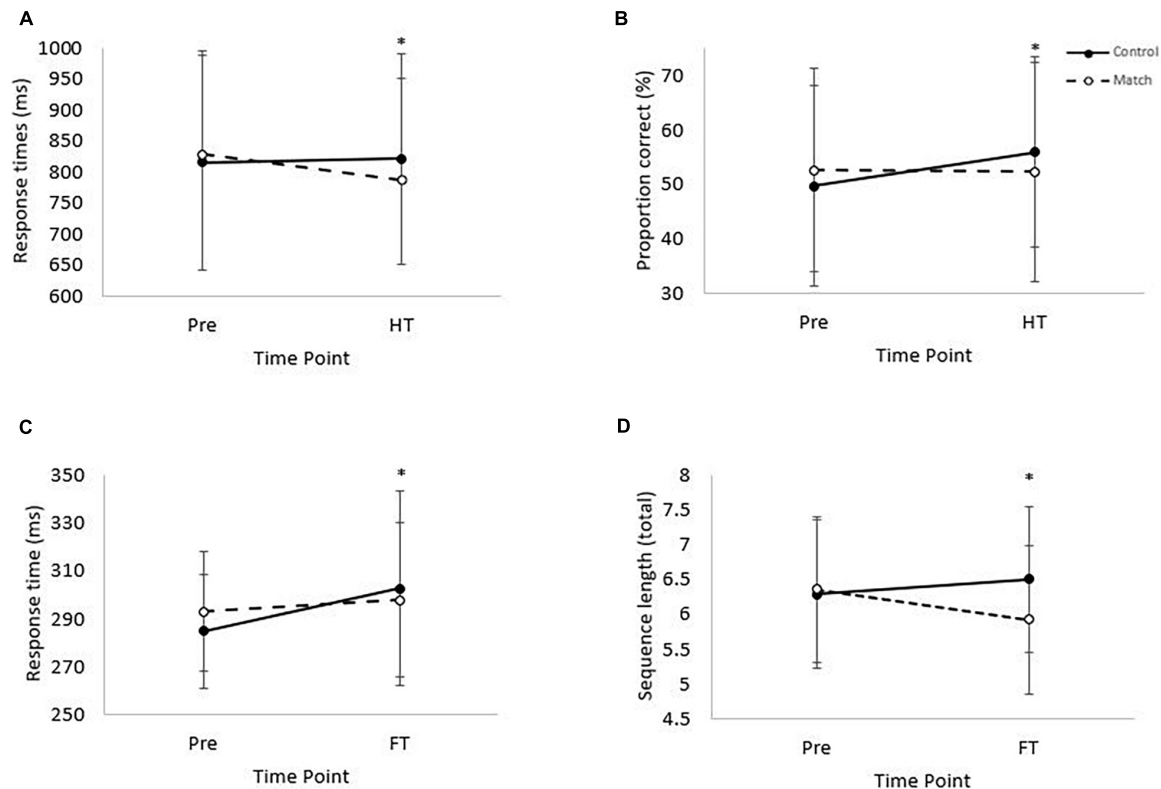 A
Response times (ms)
1000
950
900
850
800
750
700
650
600
*
Pre
HT
Time Point
B
Proportion correct (%)
70
60
50
40
30
*
Control
Match
Pre
HT
Time Point
C
Response time (ms)
350
330
310
290
270
250
*
Pre
FT
Time Point
D
Sequence length (total)
8
7.5
7
6.5
6
5.5
5
4.5
*
Pre
FT
Time Point